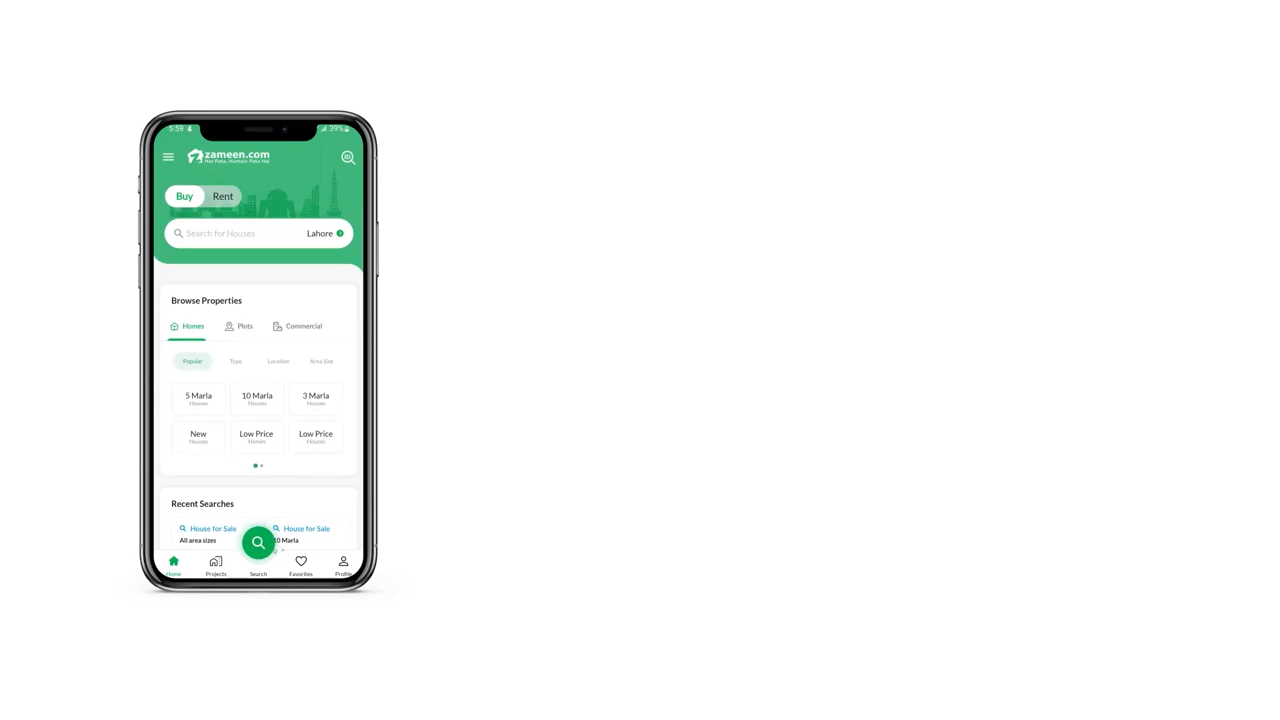 5:59 39%
zameen.com
Har Pata, Humain Pata Hai
ID
Buy Rent
Search for Houses Lahore
Browse Properties
Homes Plots Commercial
Popular Type Location Area Size
5 Marla 10 Marla 3 Marla
Houses Houses Houses
New Low Price Low Price
Houses Homes Houses
Recent Searches
House for Sale House for Sale
All area sizes 10 Marla
Home Projects Search Favorites Profile